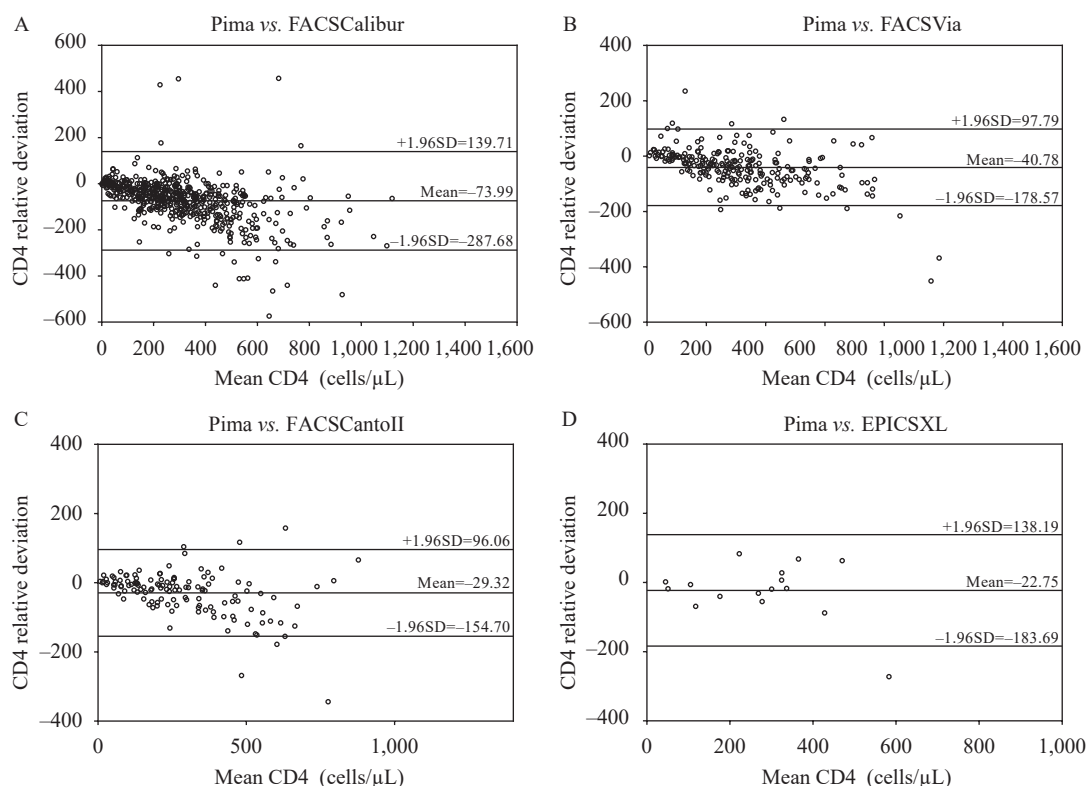 A
Pima vs. FACSCalibur
600
400
200
0
–200
–400
–600
CD4 relative deviation
+1.96SD=139.71
Mean=–73.99
–1.96SD=–287.68
0 200 400 600 800 1,000 1,200 1,400 1,600
Mean CD4 (cells/μL)
B
Pima vs. FACSVia
400
200
0
–200
–400
–600
CD4 relative deviation
+1.96SD=97.79
Mean=–40.78
–1.96SD=–178.57
0 200 400 600 800 1,000 1,200 1,400 1,600
Mean CD4 (cells/μL)
C
Pima vs. FACSCantoII
400
200
0
–200
–400
CD4 relative deviation
+1.96SD=96.06
Mean=–29.32
–1.96SD=–154.70
0 500 1,000
Mean CD4 (cells/μL)
D
Pima vs. EPICSXL
400
200
0
–200
–400
CD4 relative deviation
+1.96SD=138.19
Mean=–22.75
–1.96SD=–183.69
0 200 400 600 800 1,000
Mean CD4 (cells/μL)